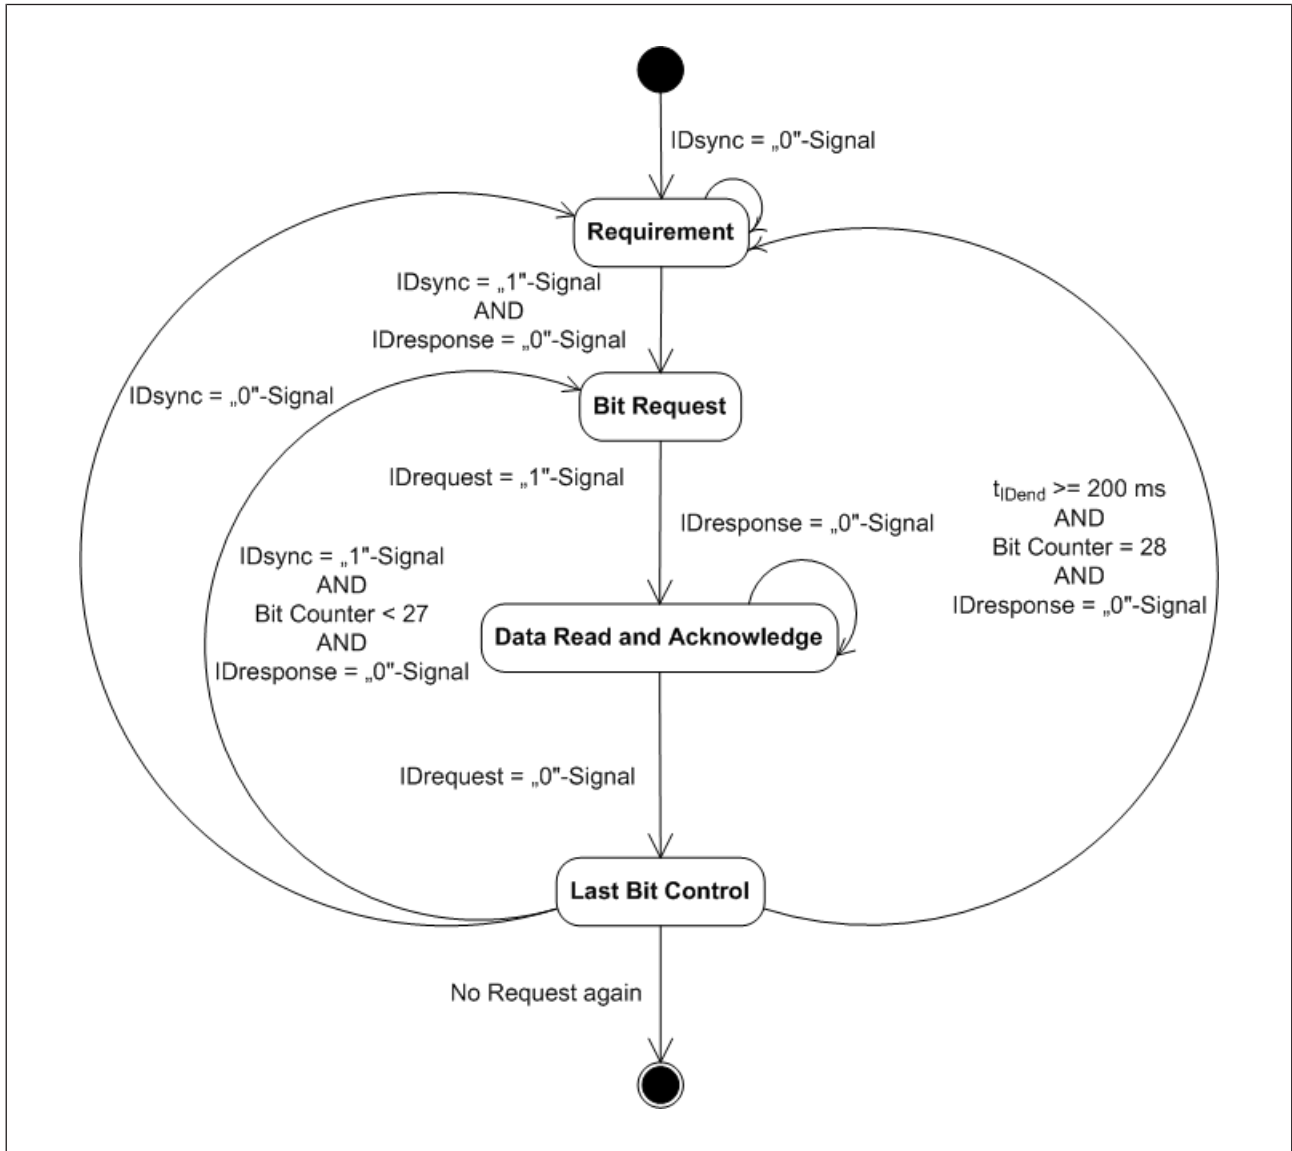 IDsync = „0"-Signal
Requirement
IDsync = „1"-Signal
AND
IDresponse = „0"-Signal
IDsync = „0"-Signal
Bit Request
IDrequest = „1"-Signal
tIDend >= 200 ms
AND
Bit Counter = 28
AND
IDresponse = „0"-Signal
IDresponse = „0"-Signal
IDsync = „1"-Signal
AND
Bit Counter < 27
AND
IDresponse = „0"-Signal
Data Read and Acknowledge
IDrequest = „0"-Signal
Last Bit Control
No Request again